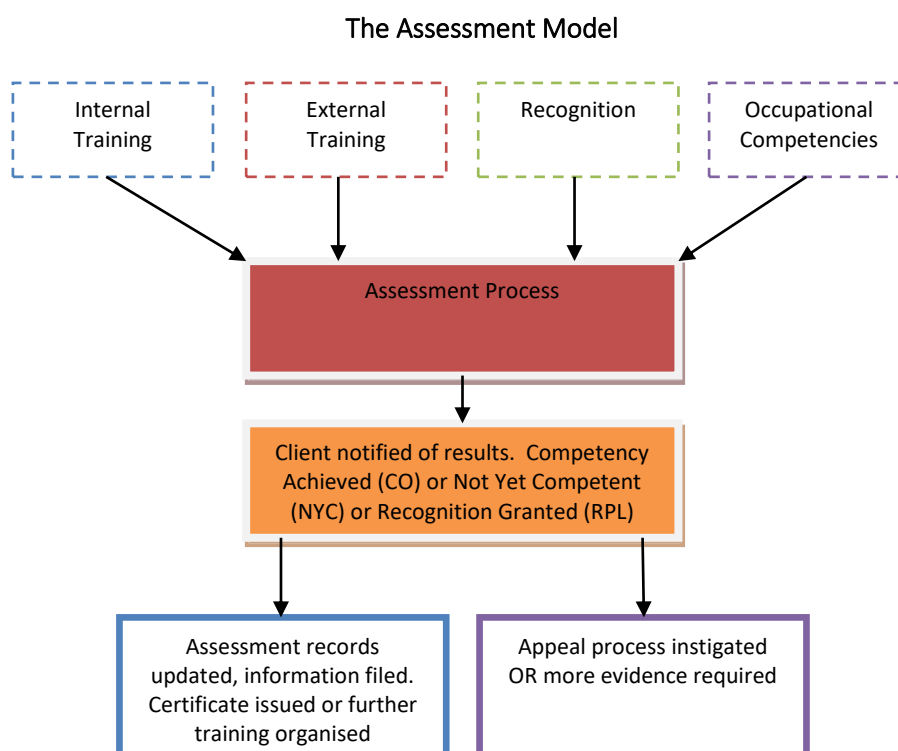 The Assessment Model
Internal
Training
External
Training
Recognition
Occupational
Competencies
Assessment Process
Client notified of results.  Competency
Achieved (CO) or Not Yet Competent
(NYC) or Recognition Granted (RPL)
Assessment records
updated, information filed.
Certificate issued or further
training organised
Appeal process instigated
OR more evidence required